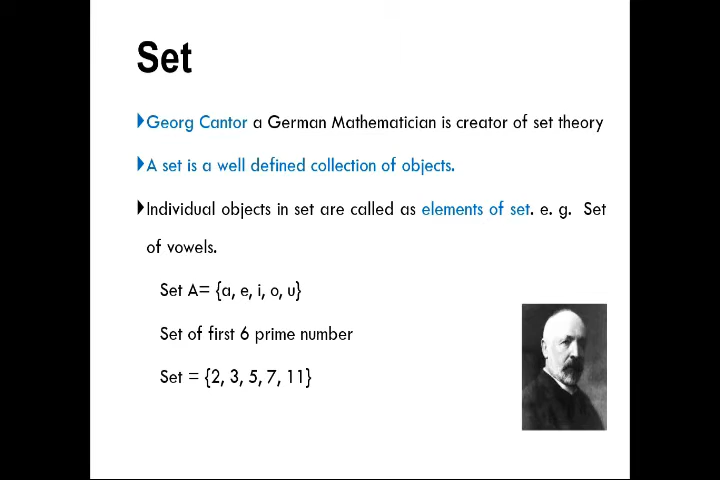 Set
Georg Cantor a German Mathematician is creator of set theory
A set is a well defined collection of objects.
Individual objects in set are called as elements of set. e. g. Set
of vowels.
Set A= {a, e, i, o, u}
Set of first 6 prime number
Set = {2, 3, 5, 7, 11}